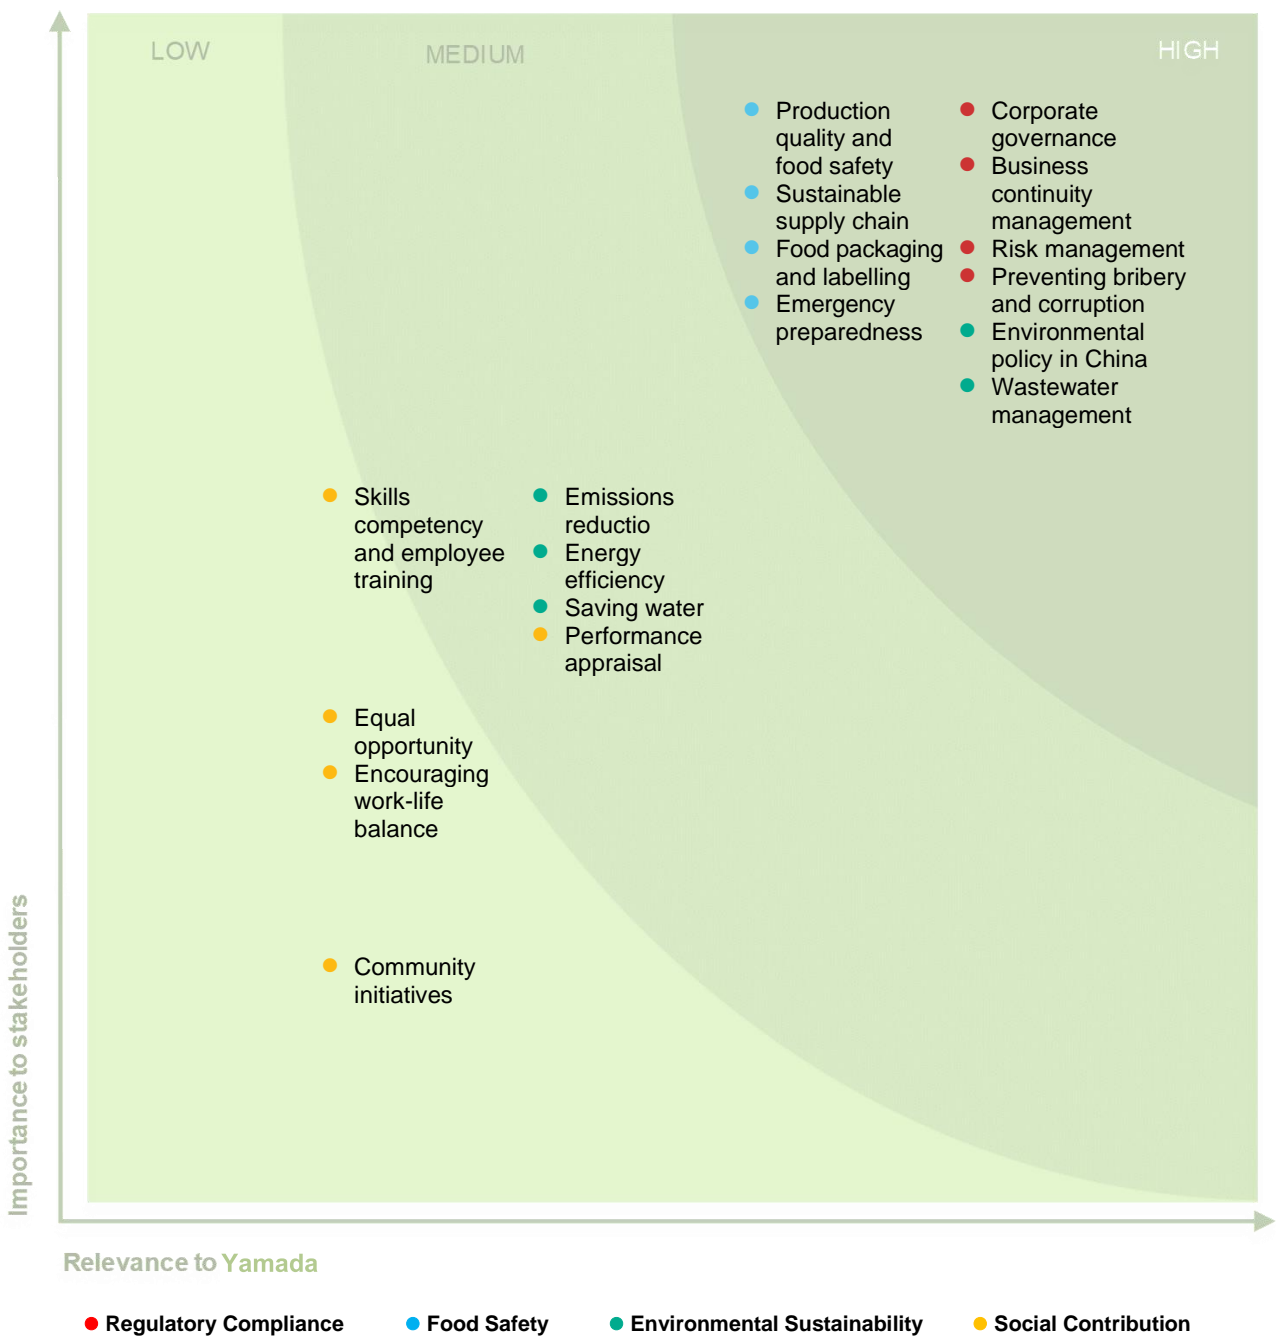 LOW
MEDIUM
HIGH
Production
quality and
food safety
Sustainable
supply chain
Food packaging
and labelling
Emergency
preparedness
Corporate
governance
Business
continuity
management
Risk management
Preventing bribery
and corruption
Environmental
policy in China
Wastewater
management
Skills
competency
and employee
training
Emissions
reductio
Energy
efficiency
Saving water
Performance
appraisal
Equal
opportunity
Encouraging
work-life
balance
Community
initiatives
Importance to stakeholders
Relevance to Yamada
Regulatory Compliance
Food Safety
Environmental Sustainability
Social Contribution